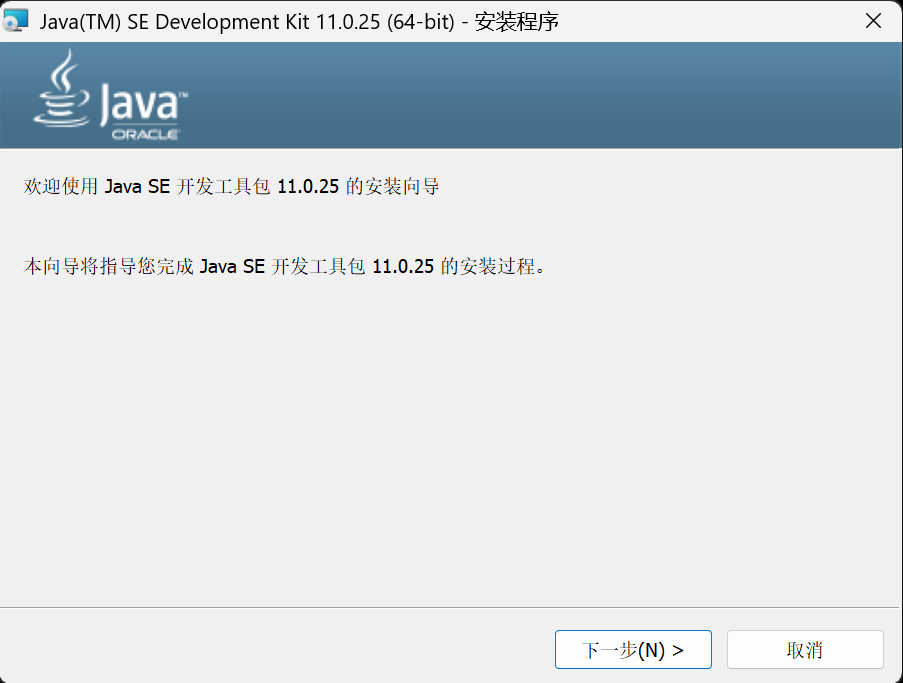 Java(TM) SE Development Kit 11.0.25 (64-bit) - 安装程序
Java™
ORACLE
欢迎使用 Java SE 开发工具包 11.0.25 的安装向导
本向导将指导您完成 Java SE 开发工具包 11.0.25 的安装过程。
下一步(N) >
取消